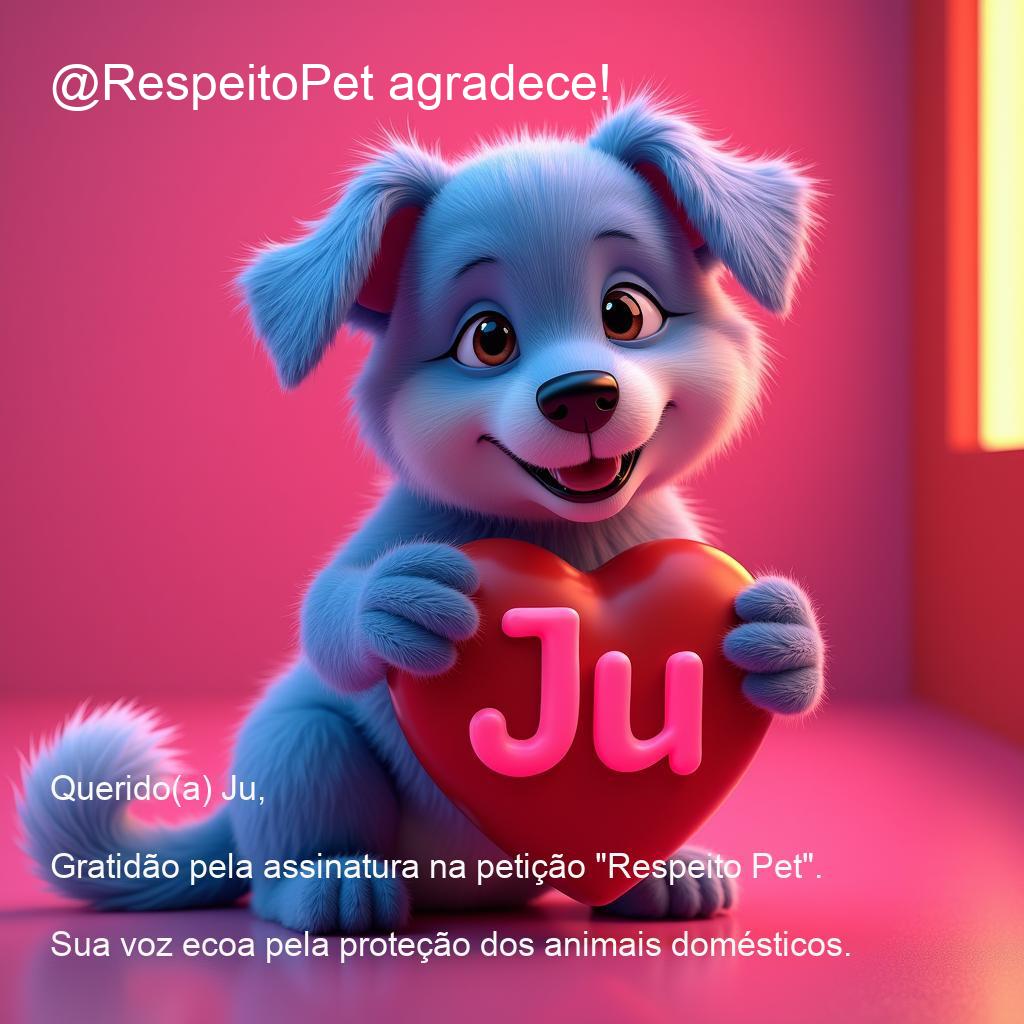 @RespeitoPet agradece!
Ju
Querido(a) Ju,
Gratidão pela assinatura na petição "Respeito Pet".
Sua voz ecoa pela proteção dos animais domésticos.